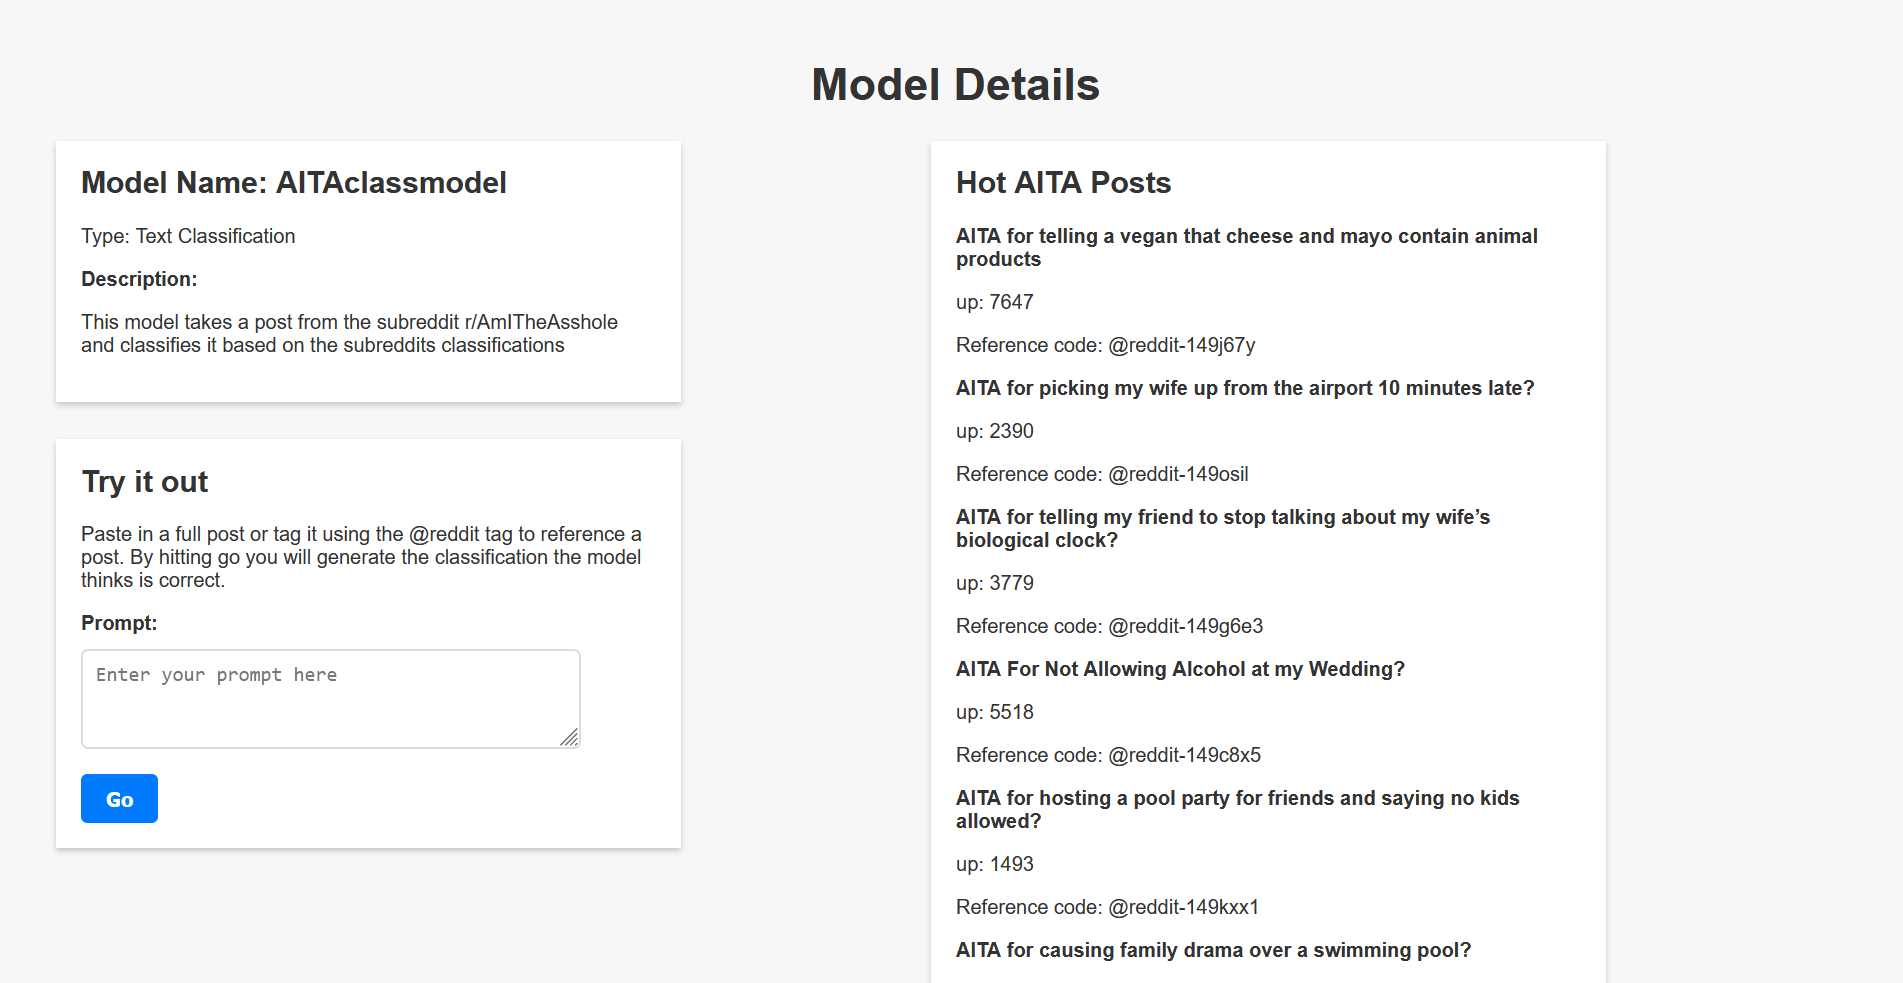 Model Details
Model Name: AITAclassmodel
Type: Text Classification
Description:
This model takes a post from the subreddit r/AmITheAsshole
and classifies it based on the subreddits classifications
Try it out
Paste in a full post or tag it using the @reddit tag to reference a
post. By hitting go you will generate the classification the model
thinks is correct.
Prompt:
Enter your prompt here
Go
Hot AITA Posts
AITA for telling a vegan that cheese and mayo contain animal
products
up: 7647
Reference code: @reddit-149j67y
AITA for picking my wife up from the airport 10 minutes late?
up: 2390
Reference code: @reddit-149osil
AITA for telling my friend to stop talking about my wife’s
biological clock?
up: 3779
Reference code: @reddit-149g6e3
AITA For Not Allowing Alcohol at my Wedding?
up: 5518
Reference code: @reddit-149c8x5
AITA for hosting a pool party for friends and saying no kids
allowed?
up: 1493
Reference code: @reddit-149kxx1
AITA for causing family drama over a swimming pool?